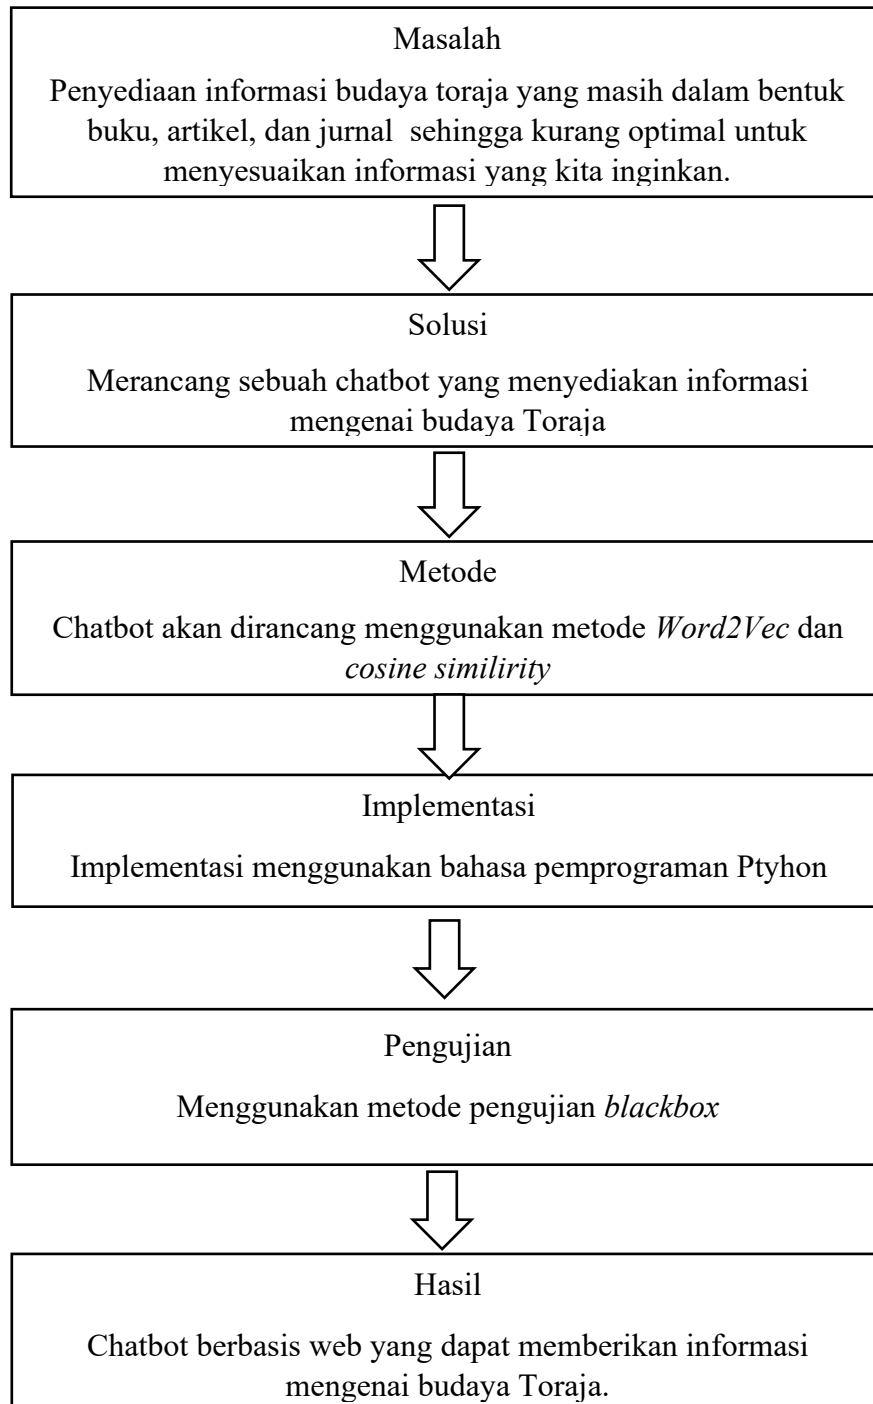 Masalah
Penyediaan informasi budaya toraja yang masih dalam bentuk
buku, artikel, dan jurnal  sehingga kurang optimal untuk
menyesuaikan informasi yang kita inginkan.
Solusi
Merancang sebuah chatbot yang menyediakan informasi
mengenai budaya Toraja
Metode
Chatbot akan dirancang menggunakan metode Word2Vec dan
cosine similirity
Implementasi
Implementasi menggunakan bahasa pemprograman Ptyhon
Pengujian
Menggunakan metode pengujian blackbox
Hasil
Chatbot berbasis web yang dapat memberikan informasi
mengenai budaya Toraja.